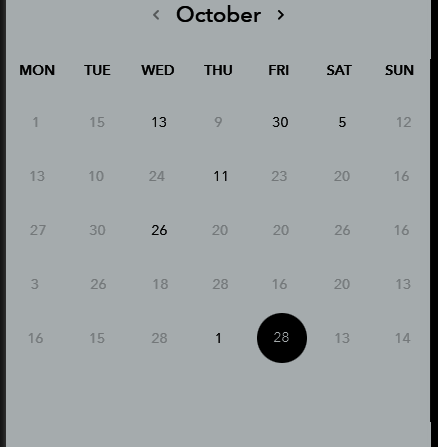 ‹ October ›
MON TUE WED THU FRI SAT SUN
1 15 13 9 30 5 12
13 10 24 11 23 20 16
27 30 26 20 20 26 16
3 26 18 28 16 20 13
16 15 28 1 28 13 14